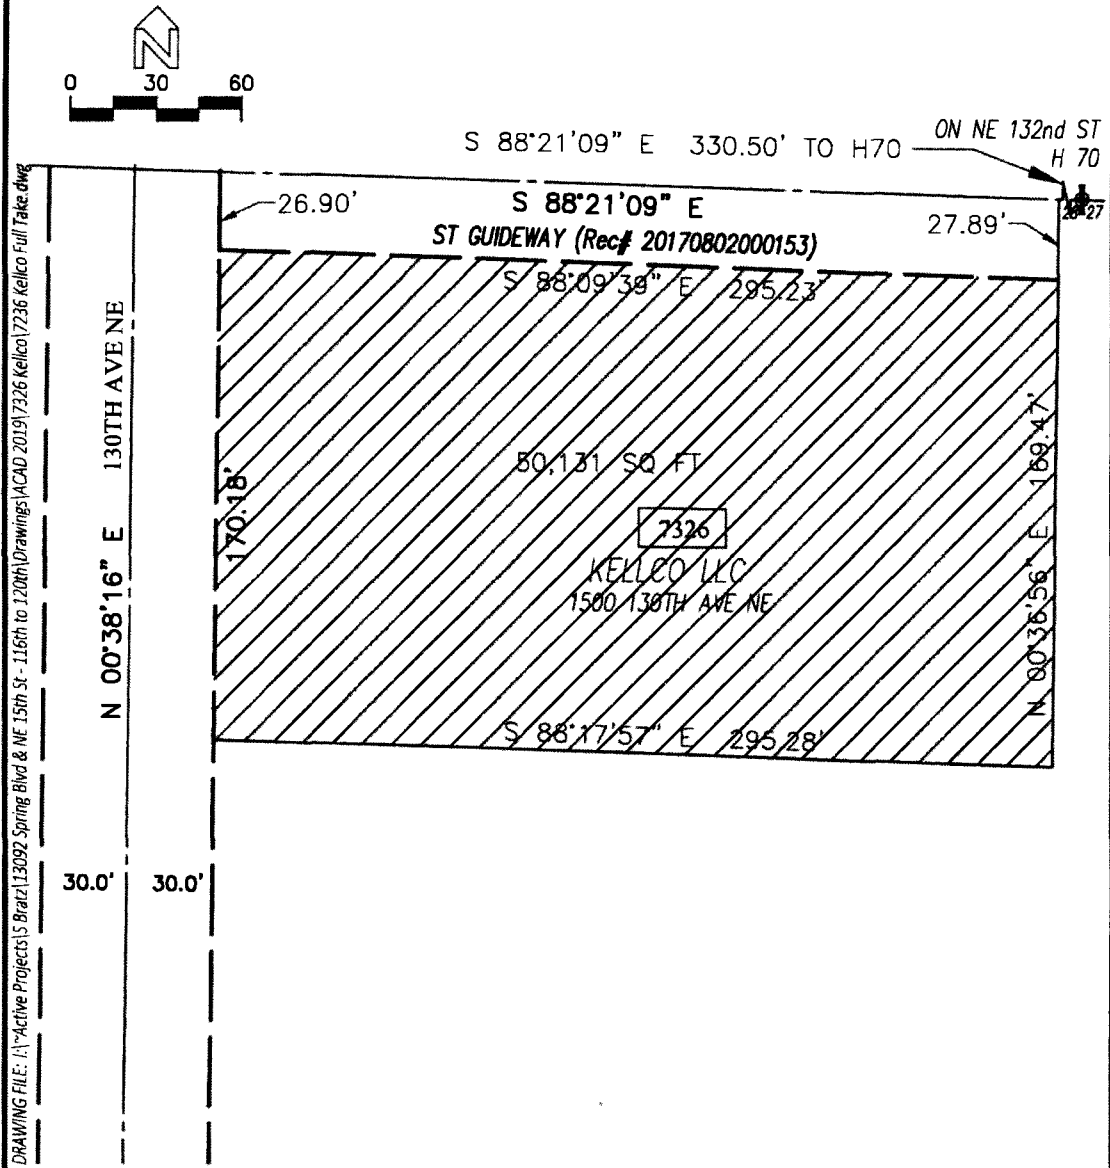 N
0 30 60
S 88°21'09" E 330.50' TO H70
ON NE 132nd ST
H 70
26.90'
S 88°21'09" E
27.89'
ST GUIDEWAY (Rec# 20170802000153)
S 88°09'39" E 295.23'
130TH AVE NE
N 00°38'16" E
170.18'
50,131 SQ FT
7326
KELLCO LLC
1500 130TH AVE NE
N 00°36'56" E 169.47'
S 88°17'57" E 295.28'
30.0' 30.0'
DRAWING FILE: I:\~Active Projects\S Bratz\13092 Spring Blvd & NE 15th St - 116th to 120th\Drawings\ACAD 2019\7326 Kellco\7236 Kellco Full Take.dwg